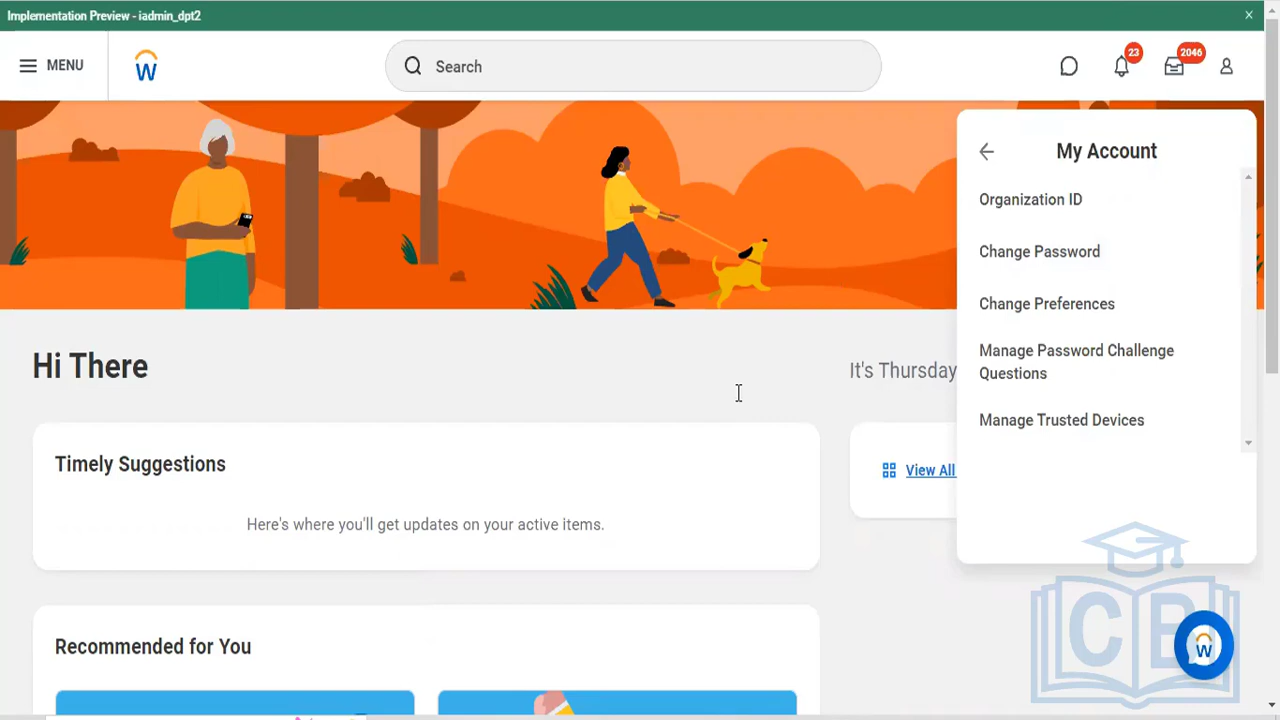 Implementation Preview - iadmin_dpt2
MENU
W
Search
23
2046
My Account
Organization ID
Change Password
Change Preferences
Manage Password Challenge
Questions
Manage Trusted Devices
Hi There
It's Thursday
Timely Suggestions
Here's where you'll get updates on your active items.
View All
Recommended for You
CB
W